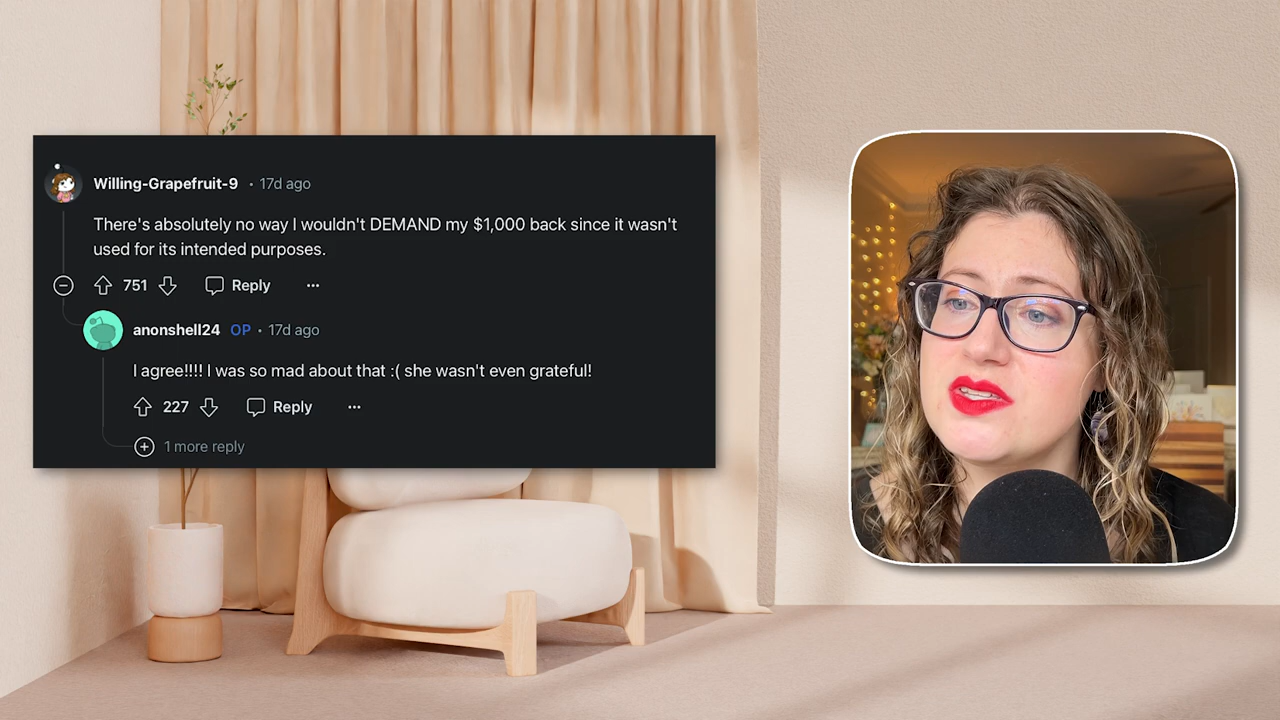 Willing-Grapefruit-9 • 17d ago
There's absolutely no way I wouldn't DEMAND my $1,000 back since it wasn't
used for its intended purposes.
751 Reply ···
anonshell24 OP • 17d ago
I agree!!!! I was so mad about that :( she wasn't even grateful!
227 Reply ···
1 more reply